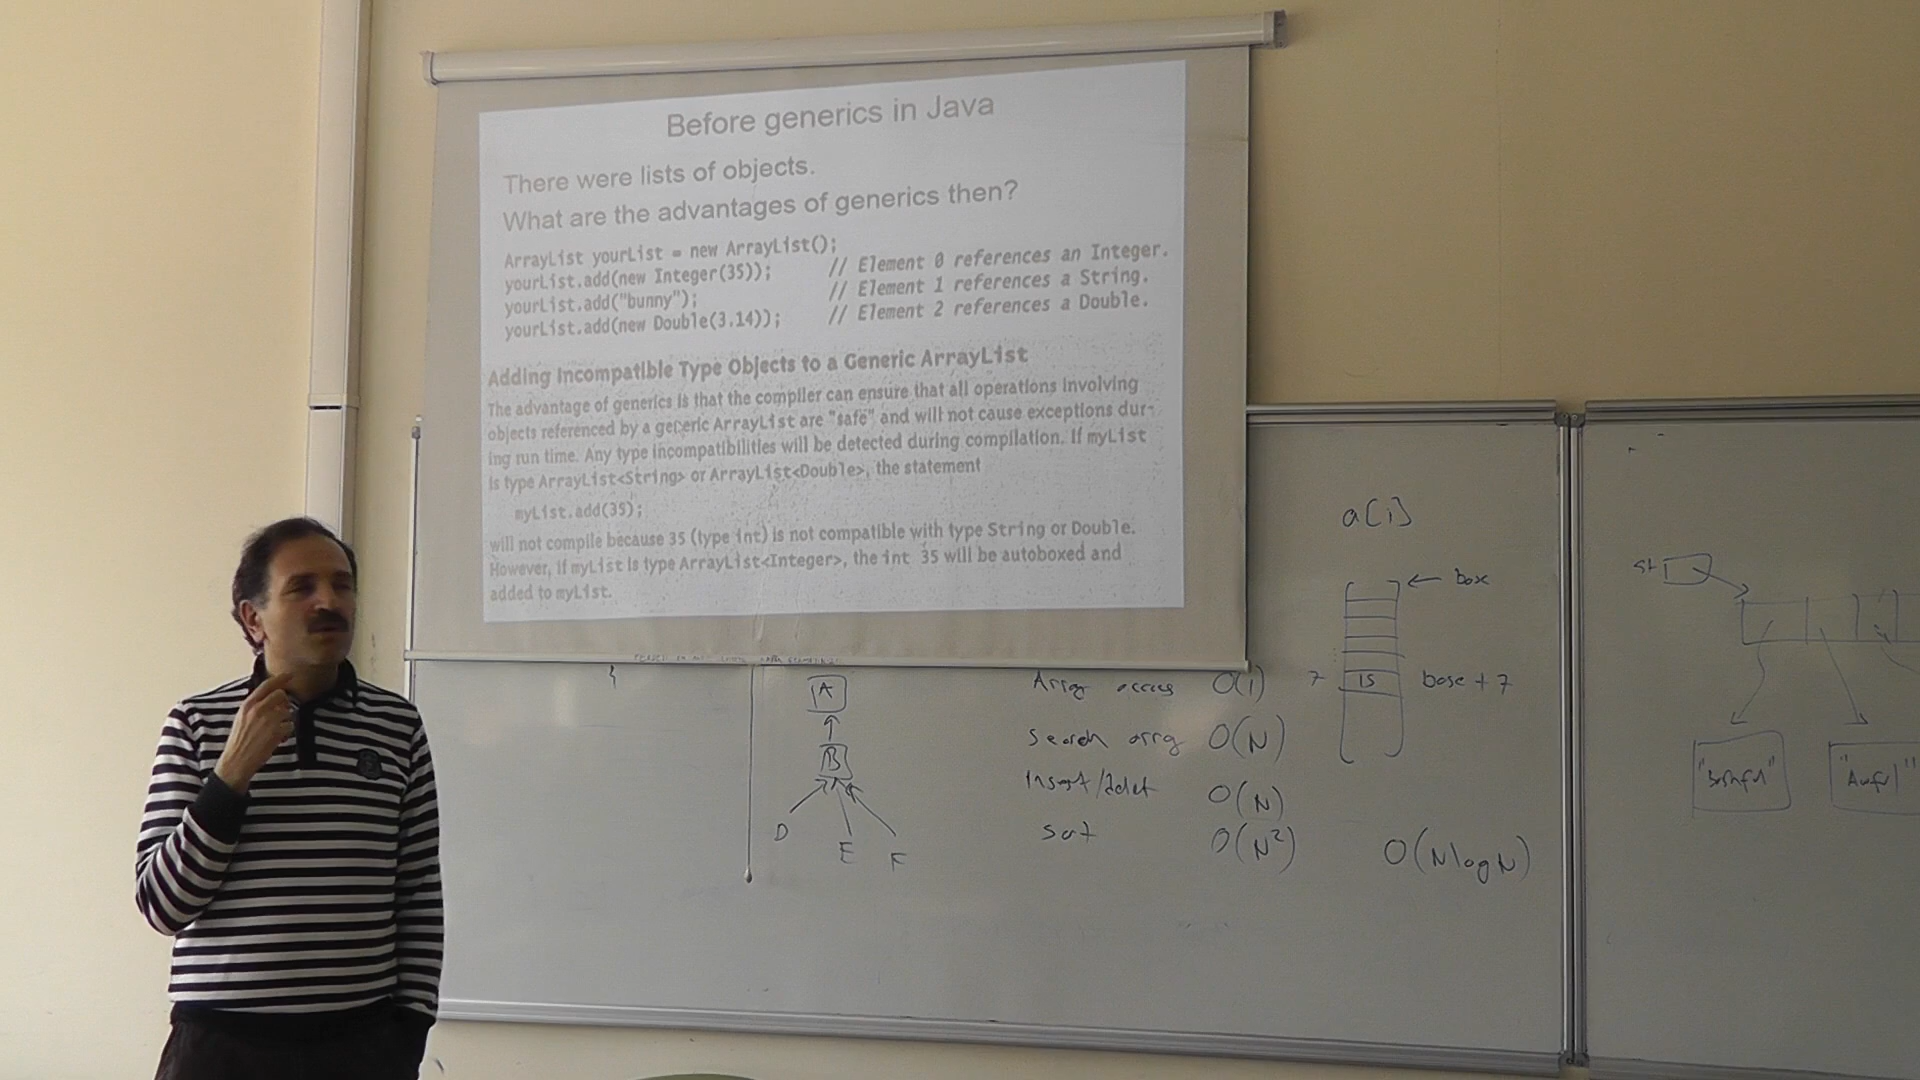 Before generics in Java
There were lists of objects.
What are the advantages of generics then?
ArrayList yourList = new ArrayList();
yourList.add(new Integer(35)); // Element 0 references an Integer.
yourList.add("bunny"); // Element 1 references a String.
yourList.add(new Double(3.14)); // Element 2 references a Double.
Adding Incompatible Type Objects to a Generic ArrayList
The advantage of generics is that the compiler can ensure that all operations involving
objects referenced by a generic ArrayList are "safe" and will not cause exceptions dur-
ing run time. Any type incompatibilities will be detected during compilation. If myList
is type ArrayList<String> or ArrayList<Double>, the statement
myList.add(35);
will not compile because 35 (type int) is not compatible with type String or Double.
However, if myList is type ArrayList<Integer>, the int 35 will be autoboxed and
added to myList.
}
A
B
D E F
Array access O(1)
Search array O(N)
Insert/delet O(N)
Sort O(N²) O(N log N)
a[i]
← box
7 15 base + 7
st
"Awful"